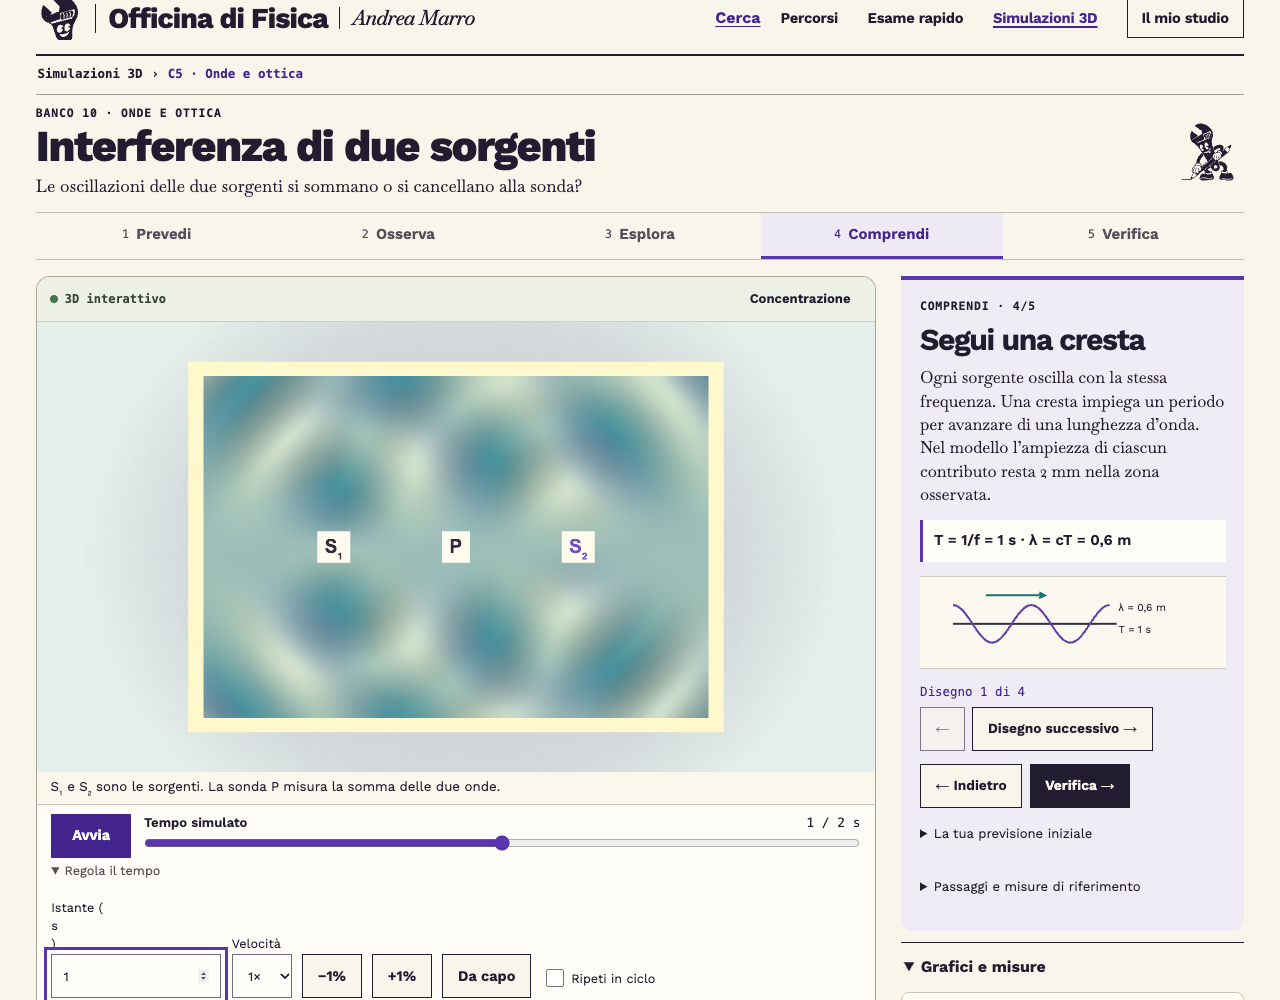 Officina di Fisica
Andrea Marro
Cerca
Percorsi
Esame rapido
Simulazioni 3D
Il mio studio
Simulazioni 3D › C5 · Onde e ottica
BANCO 10 · ONDE E OTTICA
Interferenza di due sorgenti
Le oscillazioni delle due sorgenti si sommano o si cancellano alla sonda?
1 Prevedi
2 Osserva
3 Esplora
4 Comprendi
5 Verifica
3D interattivo
Concentrazione
S₁
P
S₂
S₁ e S₂ sono le sorgenti. La sonda P misura la somma delle due onde.
Avvia
Tempo simulato
1 / 2 s
▼ Regola il tempo
Istante (
s
)
1
Velocità
1×
−1%
+1%
Da capo
Ripeti in ciclo
COMPRENDI · 4/5
Segui una cresta
Ogni sorgente oscilla con la stessa
frequenza. Una cresta impiega un periodo
per avanzare di una lunghezza d’onda.
Nel modello l’ampiezza di ciascun
contributo resta 2 mm nella zona
osservata.
T = 1/f = 1 s · λ = cT = 0,6 m
λ = 0,6 m
T = 1 s
Disegno 1 di 4
←
Disegno successivo →
← Indietro
Verifica →
▶ La tua previsione iniziale
▶ Passaggi e misure di riferimento
▼ Grafici e misure